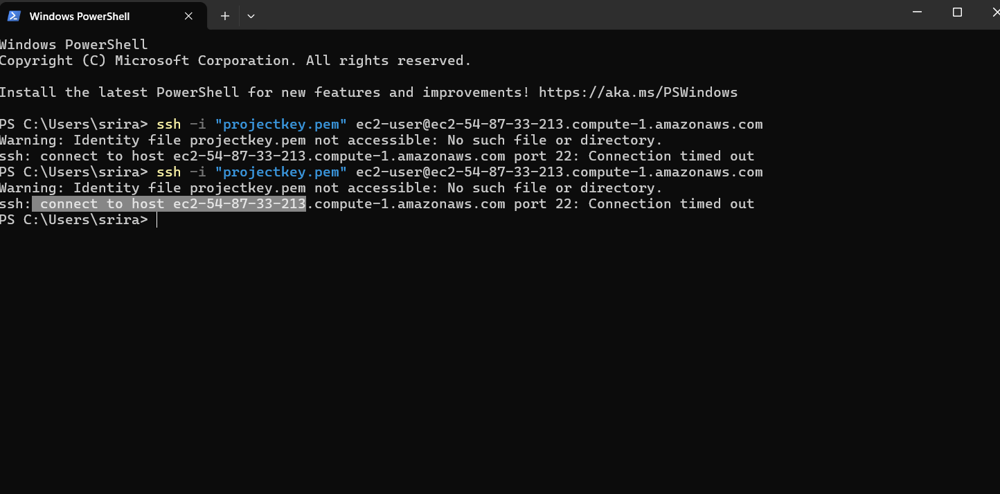 Windows PowerShell
Windows PowerShell
Copyright (C) Microsoft Corporation. All rights reserved.
Install the latest PowerShell for new features and improvements! https://aka.ms/PSWindows
PS C:\Users\srira> ssh -i "projectkey.pem" ec2-user@ec2-54-87-33-213.compute-1.amazonaws.com
Warning: Identity file projectkey.pem not accessible: No such file or directory.
ssh: connect to host ec2-54-87-33-213.compute-1.amazonaws.com port 22: Connection timed out
PS C:\Users\srira> ssh -i "projectkey.pem" ec2-user@ec2-54-87-33-213.compute-1.amazonaws.com
Warning: Identity file projectkey.pem not accessible: No such file or directory.
ssh: connect to host ec2-54-87-33-213.compute-1.amazonaws.com port 22: Connection timed out
PS C:\Users\srira>